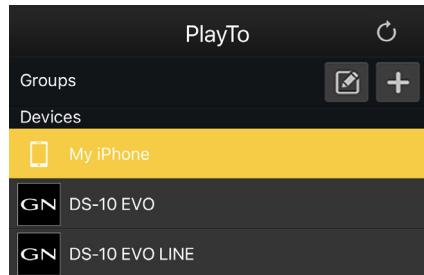 PlayTo
Groups
Devices
My iPhone
GN DS-10 EVO
GN DS-10 EVO LINE